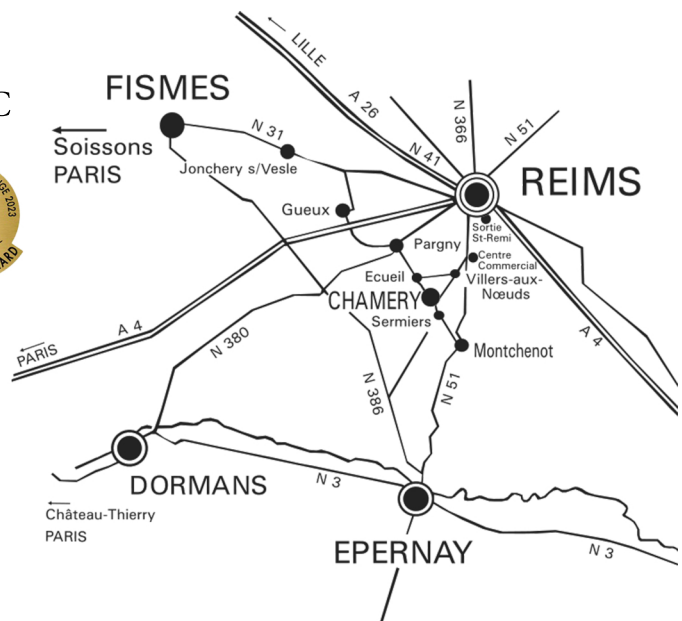 LILLE
C
FISMES
A 26
N 366
N 51
N 31
N 41
Soissons
PARIS
Jonchery s/Vesle
REIMS
Gueux
Sortie
St-Remi
Pargny
Centre
Commercial
Ecueil
Villers-aux-
Nœuds
CHAMERY
Sermiers
A 4
PARIS
N 380
A 4
Montchenot
N 386
N 51
DORMANS
N 3
Château-Thierry
PARIS
EPERNAY
N 3
2023